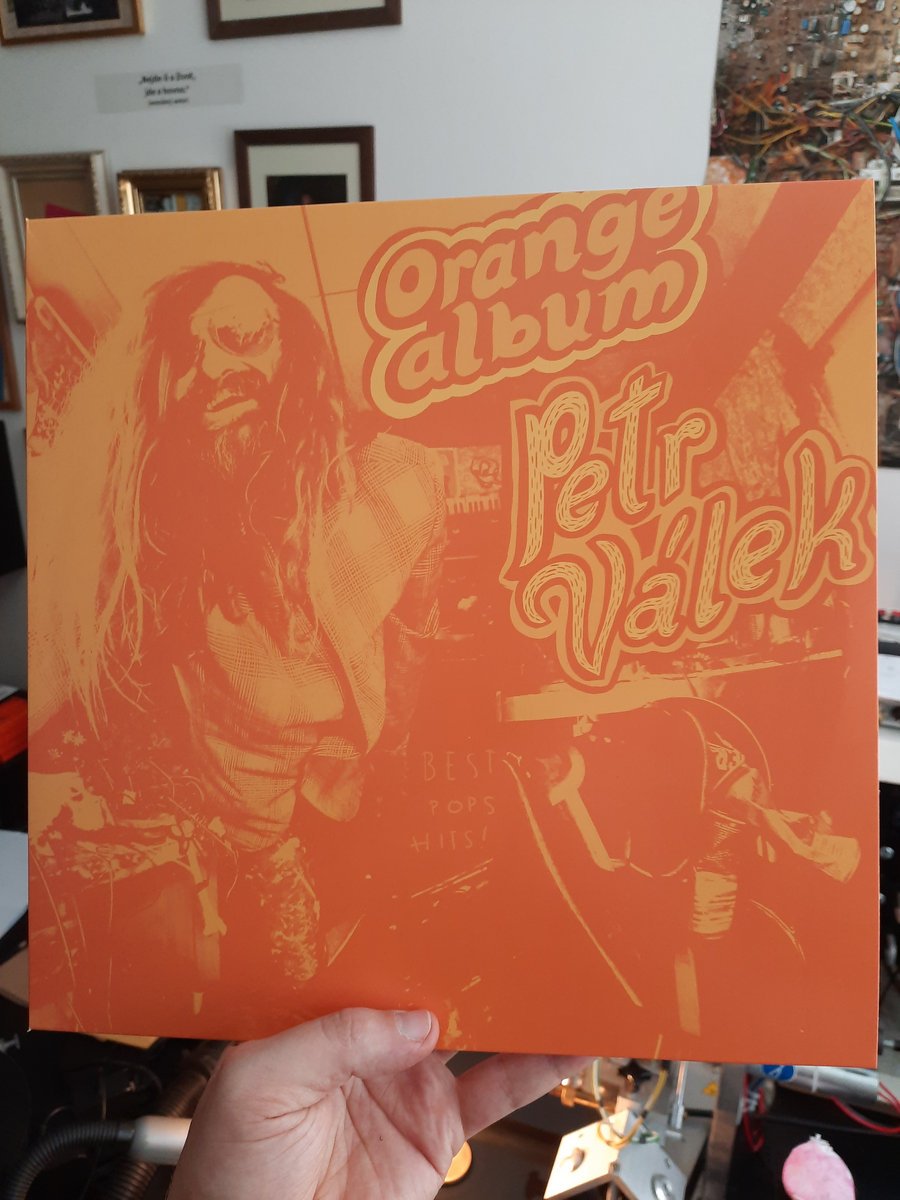 Orange
album
Petr
Válek
BEST
POPS
HITS!